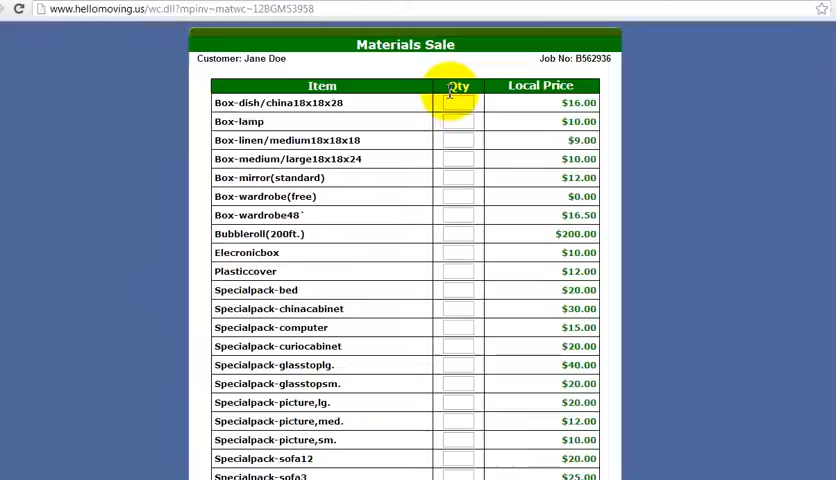 www.hellomoving.us/wc.dll?mpinv~matwc~12BGM53958
Materials Sale
Customer: Jane Doe Job No: B562936
Item Qty Local Price
Box-dish/china18x18x28 $16.00
Box-lamp $10.00
Box-linen/medium18x18x18 $9.00
Box-medium/large18x18x24 $10.00
Box-mirror(standard) $12.00
Box-wardrobe(free) $0.00
Box-wardrobe48` $16.50
Bubbleroll(200ft.) $200.00
Elecronicbox $10.00
Plasticcover $12.00
Specialpack-bed $20.00
Specialpack-chinacabinet $30.00
Specialpack-computer $15.00
Specialpack-curiocabinet $20.00
Specialpack-glasstoplg. $40.00
Specialpack-glasstopsm. $20.00
Specialpack-picture,lg. $20.00
Specialpack-picture,med. $12.00
Specialpack-picture,sm. $10.00
Specialpack-sofa12 $20.00
Specialpack-sofa3 $25.00